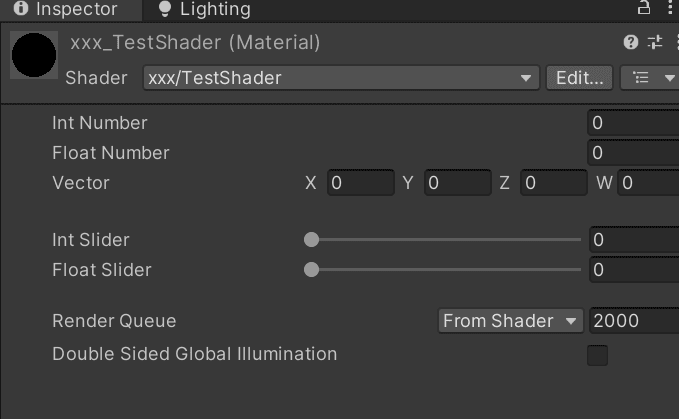 Inspector Lighting
xxx_TestShader (Material)
Shader xxx/TestShader Edit...
Int Number 0
Float Number 0
Vector X 0 Y 0 Z 0 W 0
Int Slider 0
Float Slider 0
Render Queue From Shader 2000
Double Sided Global Illumination